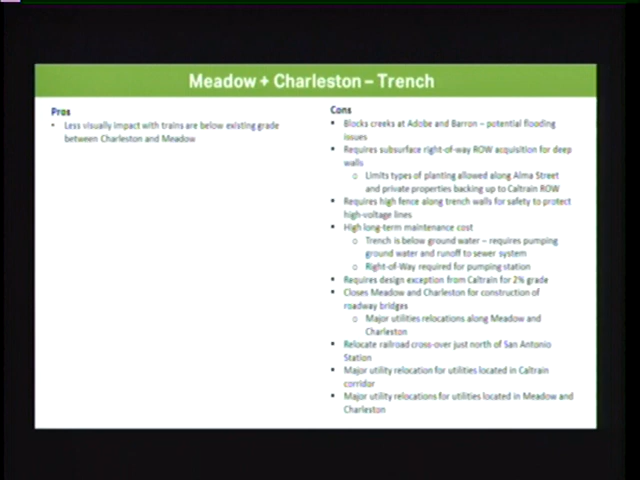 Meadow + Charleston – Trench
Pros
• Less visually impact with trains are below existing grade
between Charleston and Meadow
Cons
• Blocks creeks at Adobe and Barron – potential flooding
issues
• Requires subsurface right-of-way ROW acquisition for deep
walls
o Limits types of planting allowed along Alma Street
and private properties backing up to Caltrain ROW
• Requires high fence along trench walls for safety to protect
high-voltage lines
• High long-term maintenance cost
o Trench is below ground water – requires pumping
ground water and runoff to sewer system
o Right-of-Way required for pumping station
• Requires design exception from Caltrain for 2% grade
• Closes Meadow and Charleston for construction of
roadway bridges
o Major utilities relocations along Meadow and
Charleston
• Relocate railroad cross-over just north of San Antonio
Station
• Major utility relocation for utilities located in Caltrain
corridor
• Major utility relocations for utilities located in Meadow and
Charleston